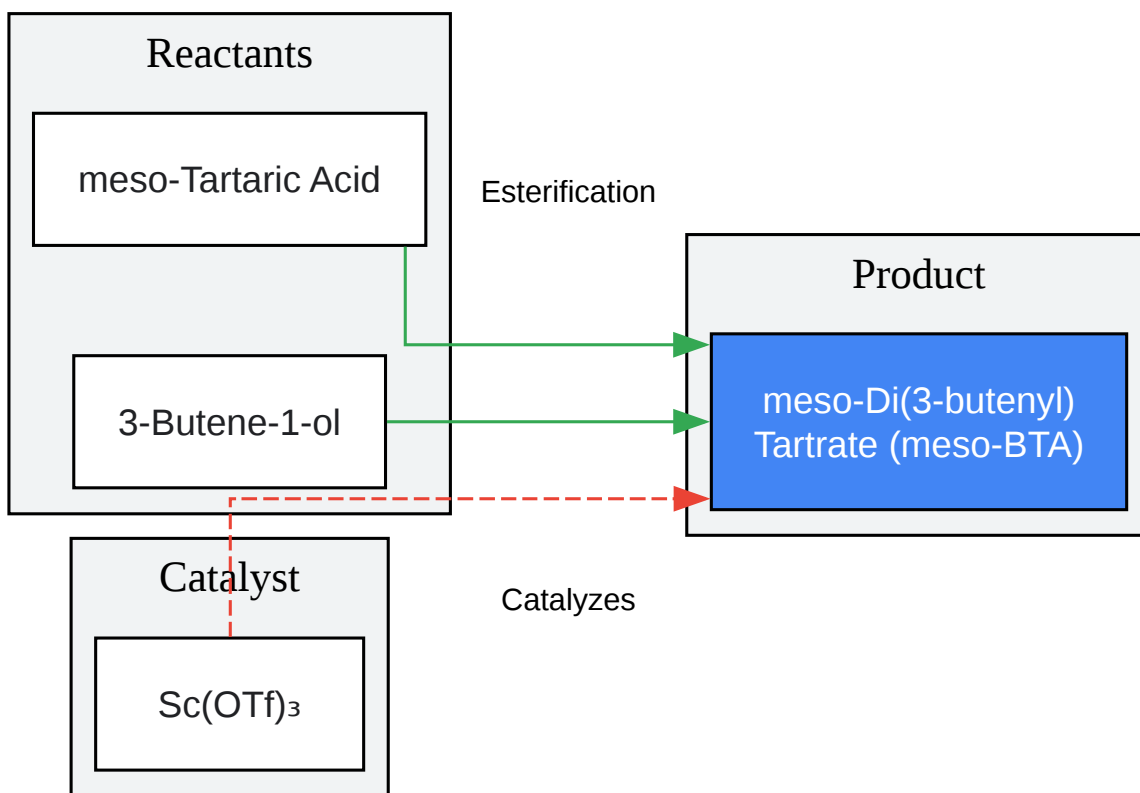 Reactants
meso-Tartaric Acid
Esterification
3-Butene-1-ol
Product
meso-Di(3-butenyl)
Tartrate (meso-BTA)
Catalyst
Catalyzes
Sc(OTf)₃